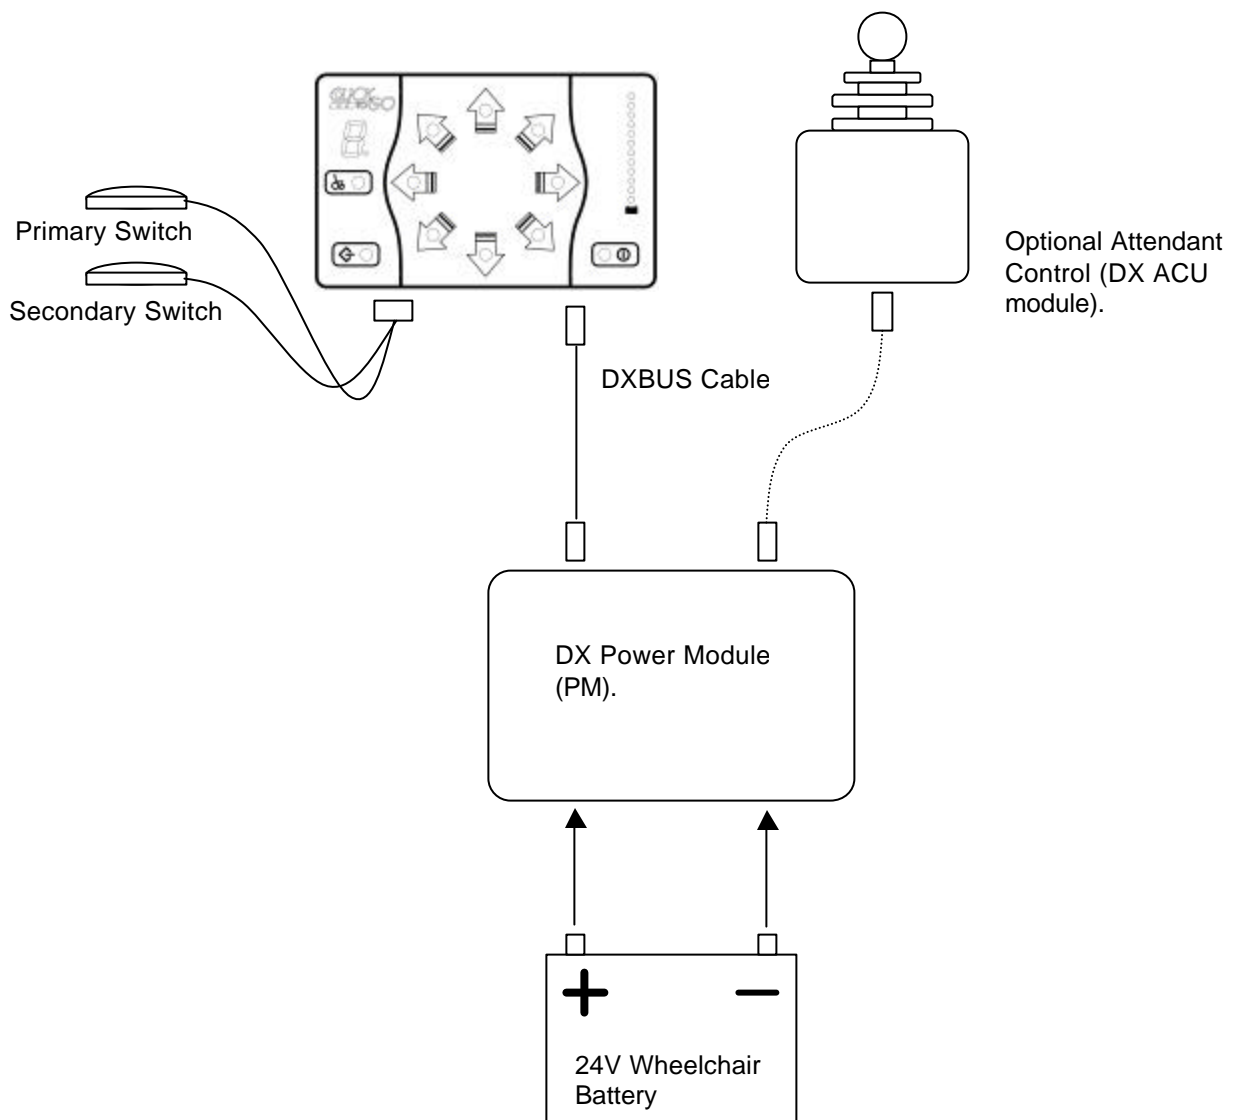 Primary Switch
Secondary Switch
Optional Attendant
Control (DX ACU
module).
DXBUS Cable
DX Power Module
(PM).
24V Wheelchair
Battery